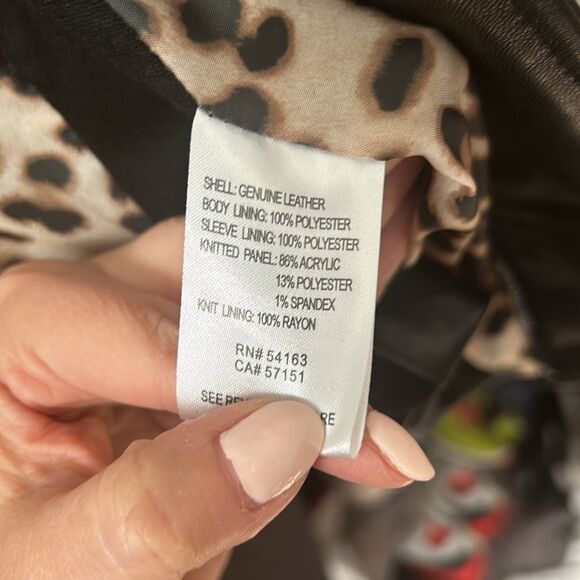 SHELL: GENUINE LEATHER
BODY LINING: 100% POLYESTER
SLEEVE LINING: 100% POLYESTER
KNITTED PANEL: 86% ACRYLIC
13% POLYESTER
1% SPANDEX
KNIT LINING: 100% RAYON
RN# 54163
CA# 57151
SEE